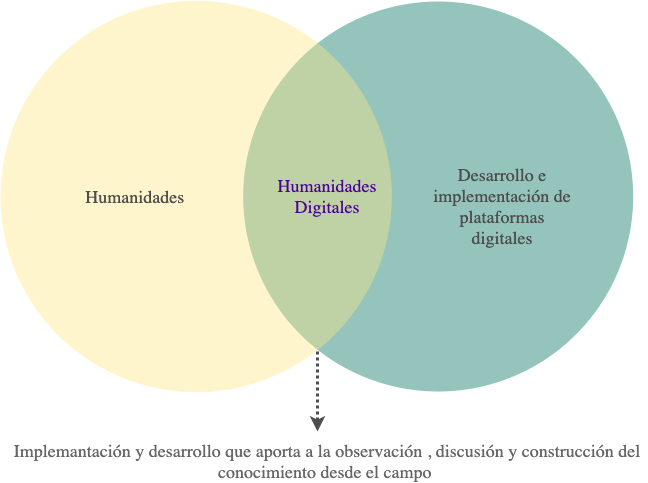 Humanidades
Humanidades
Digitales
Desarrollo e
implementación de
plataformas
digitales
Implemantación y desarrollo que aporta a la observación , discusión y construcción del
conocimiento desde el campo